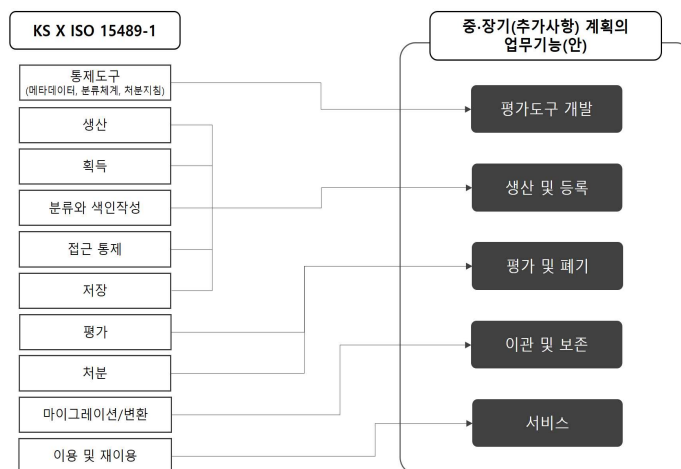 KS X ISO 15489-1
중·장기(추가사항) 계획의
업무기능(안)
통제도구
(메타데이터, 분류체계, 처분지침)
생산
획득
분류와 색인작성
접근 통제
저장
평가
처분
마이그레이션/변환
이용 및 재이용
평가도구 개발
생산 및 등록
평가 및 폐기
이관 및 보존
서비스